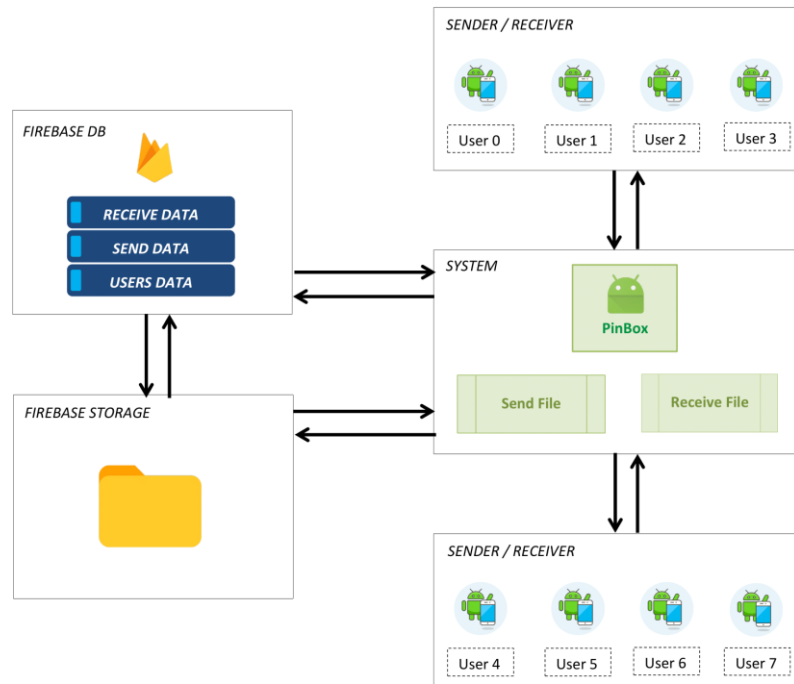 SENDER / RECEIVER
User 0
User 1
User 2
User 3
FIREBASE DB
RECEIVE DATA
SEND DATA
USERS DATA
SYSTEM
PinBox
Send File
Receive File
FIREBASE STORAGE
SENDER / RECEIVER
User 4
User 5
User 6
User 7